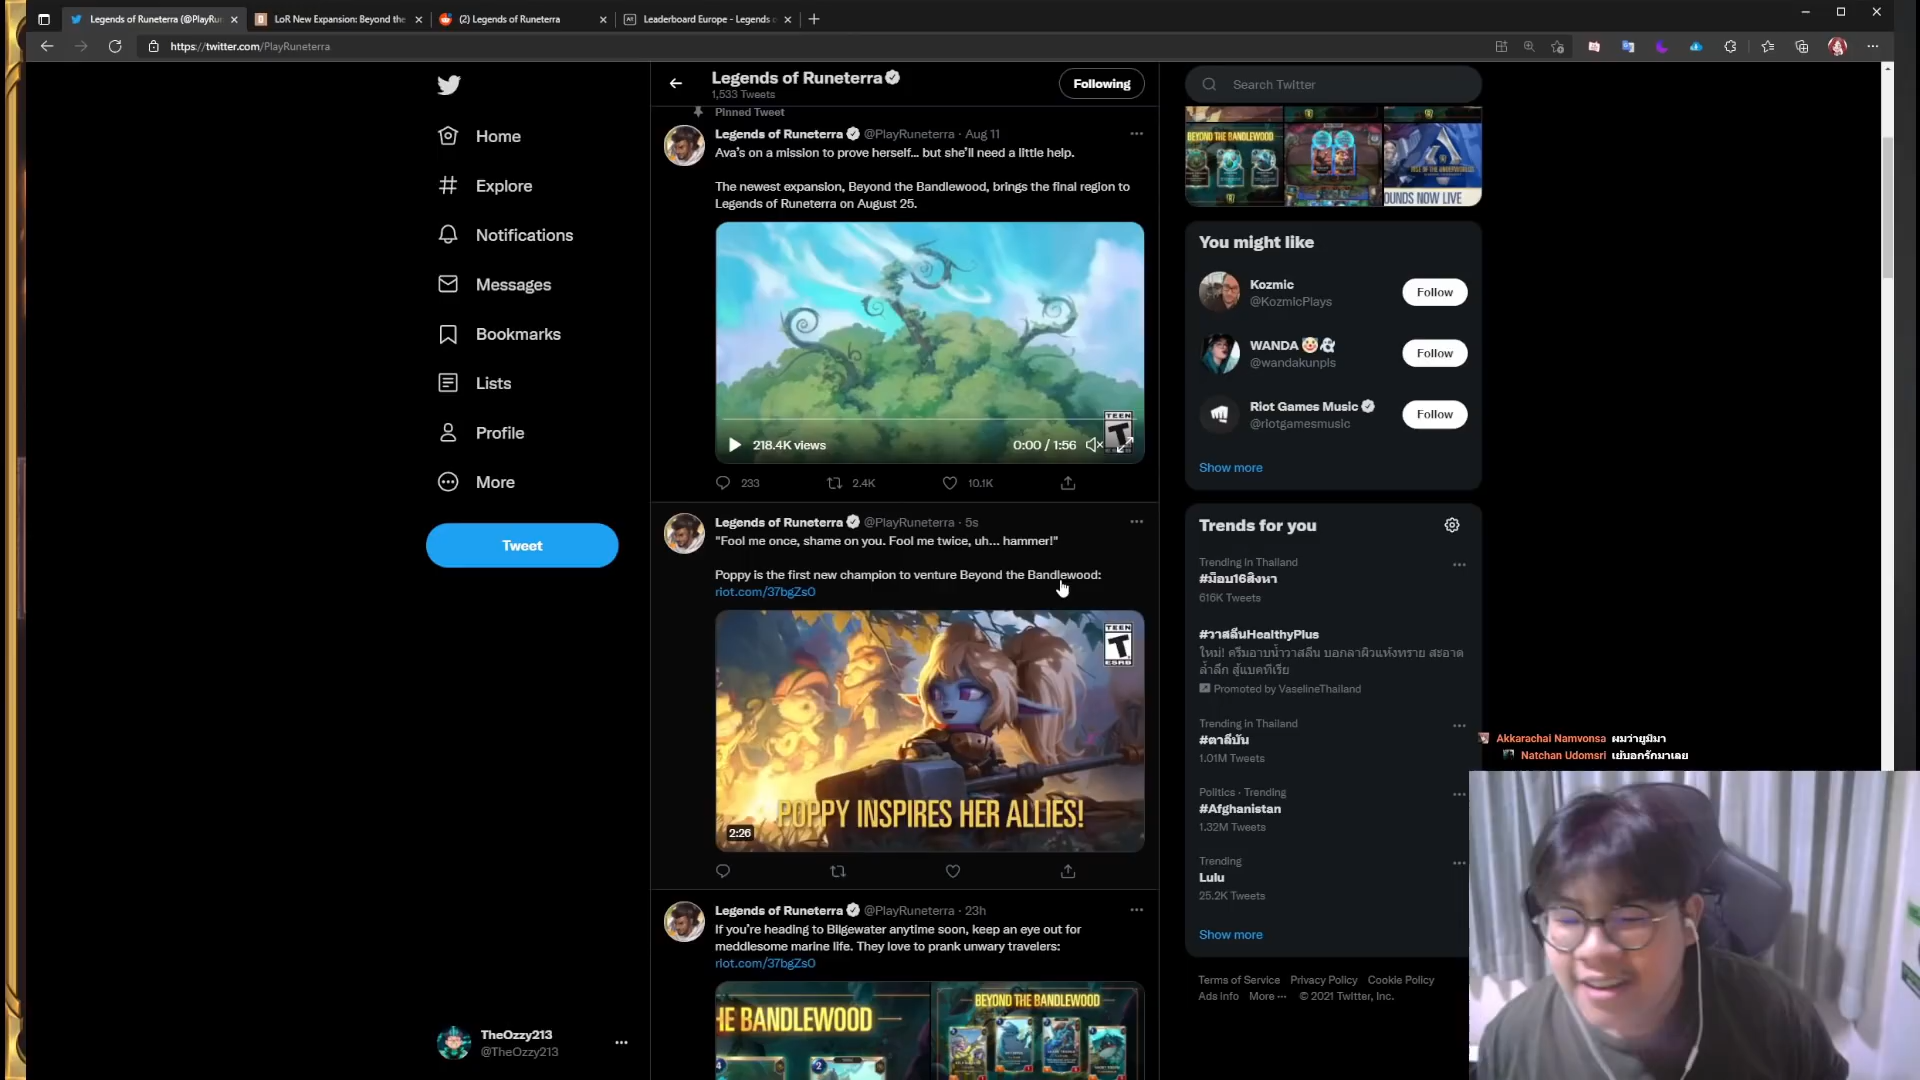 Legends of Runeterra (@PlayRun
LoR New Expansion: Beyond the
(2) Legends of Runeterra
Leaderboard Europe - Legends o
https://twitter.com/PlayRuneterra
Home
Explore
Notifications
Messages
Bookmarks
Lists
Profile
More
Tweet
TheOzzy213
@TheOzzy213
Legends of Runeterra
1,533 Tweets
Following
Pinned Tweet
Legends of Runeterra @PlayRuneterra · Aug 11
Ava's on a mission to prove herself... but she'll need a little help.
The newest expansion, Beyond the Bandlewood, brings the final region to
Legends of Runeterra on August 25.
TEEN
T
218.4K views
0:00 / 1:56
233
2.4K
10.1K
Legends of Runeterra @PlayRuneterra · 5s
"Fool me once, shame on you. Fool me twice, uh... hammer!"
Poppy is the first new champion to venture Beyond the Bandlewood:
riot.com/37bgZsO
TEEN
T
ESRB
POPPY INSPIRES HER ALLIES!
2:26
Legends of Runeterra @PlayRuneterra · 23h
If you're heading to Bilgewater anytime soon, keep an eye out for
meddlesome marine life. They love to prank unwary travelers:
riot.com/37bgZsO
HE BANDLEWOOD
BEYOND THE BANDLEWOOD
Search Twitter
BEYOND THE BANDLEWOOD
OUNDS NOW LIVE
You might like
Kozmic
@KozmicPlays
Follow
WANDA
@wandakunpls
Follow
Riot Games Music
@riotgamesmusic
Follow
Show more
Trends for you
Trending in Thailand
#ม็อบ16สิงหา
616K Tweets
#วาสลีนHealthyPlus
ใหม่! ครีมอาบน้ำวาสลีน บอกลาผิวแห้งกร้าน สะอาด
ล้ำลึก สู้แบคทีเรีย
Promoted by VaselineThailand
Trending in Thailand
#ตาลีบัน
1.01M Tweets
Politics · Trending
#Afghanistan
1.32M Tweets
Trending
Lulu
25.2K Tweets
Show more
Terms of Service Privacy Policy Cookie Policy
Ads info More ··· © 2021 Twitter, Inc.
Akkarachai Namvonsa ผมว่ายูมิมา
Natchan Udomsri เย้บอกรักมาเลย